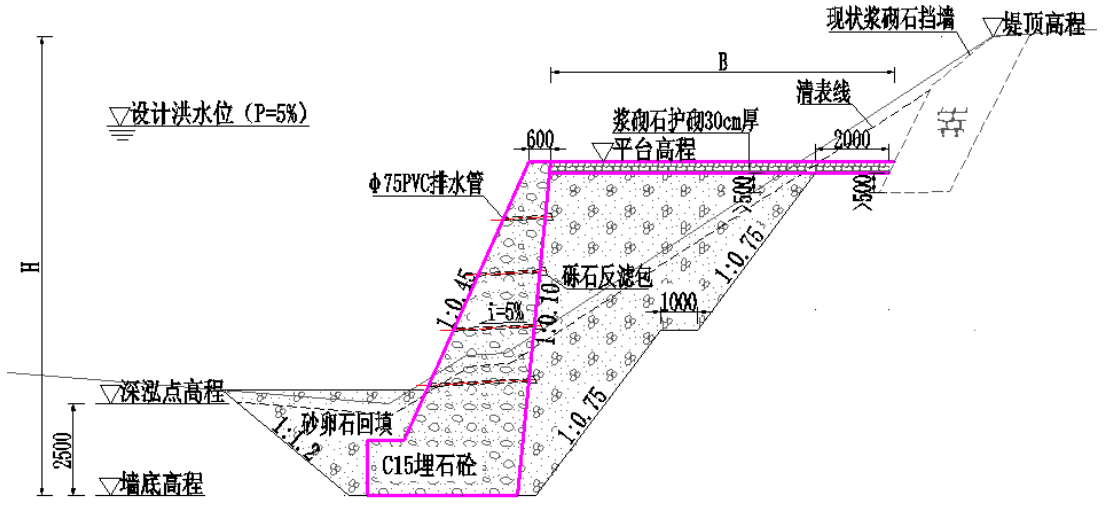 现状浆砌石挡墙
堤顶高程
B
清表线
设计洪水位（P=5%）
浆砌石护砌30cm厚
600
平台高程
2000
φ75PVC排水管
>500
>500
H
1:0.45
砾石反滤包
1:0.75
i=5%
1:0.10
1000
深泓点高程
砂卵石回填
1:1.2
1:0.75
2500
C15埋石砼
墙底高程